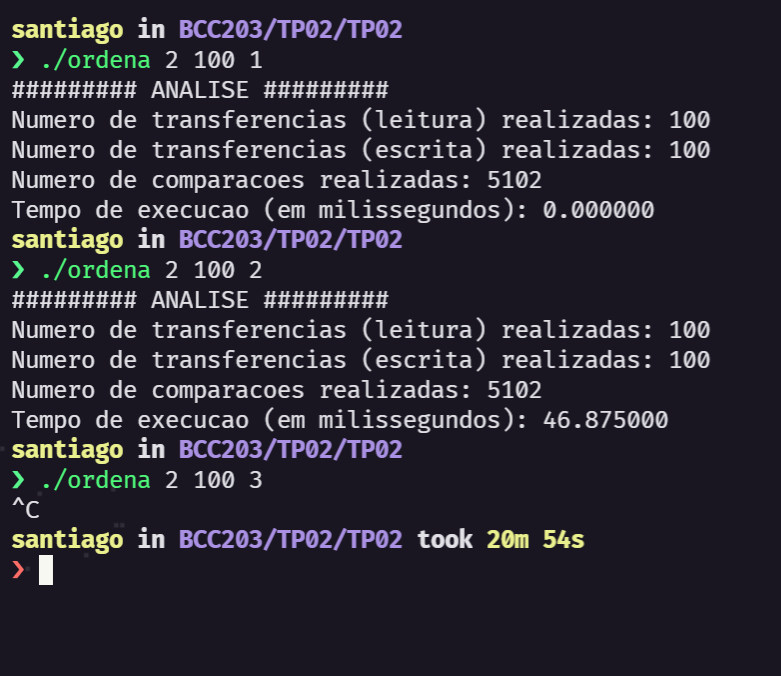 santiago in BCC203/TP02/TP02
❯ ./ordena 2 100 1
######### ANALISE #########
Numero de transferencias (leitura) realizadas: 100
Numero de transferencias (escrita) realizadas: 100
Numero de comparacoes realizadas: 5102
Tempo de execucao (em milissegundos): 0.000000
santiago in BCC203/TP02/TP02
❯ ./ordena 2 100 2
######### ANALISE #########
Numero de transferencias (leitura) realizadas: 100
Numero de transferencias (escrita) realizadas: 100
Numero de comparacoes realizadas: 5102
Tempo de execucao (em milissegundos): 46.875000
santiago in BCC203/TP02/TP02
❯ ./ordena 2 100 3
^C
santiago in BCC203/TP02/TP02 took 20m 54s
❯